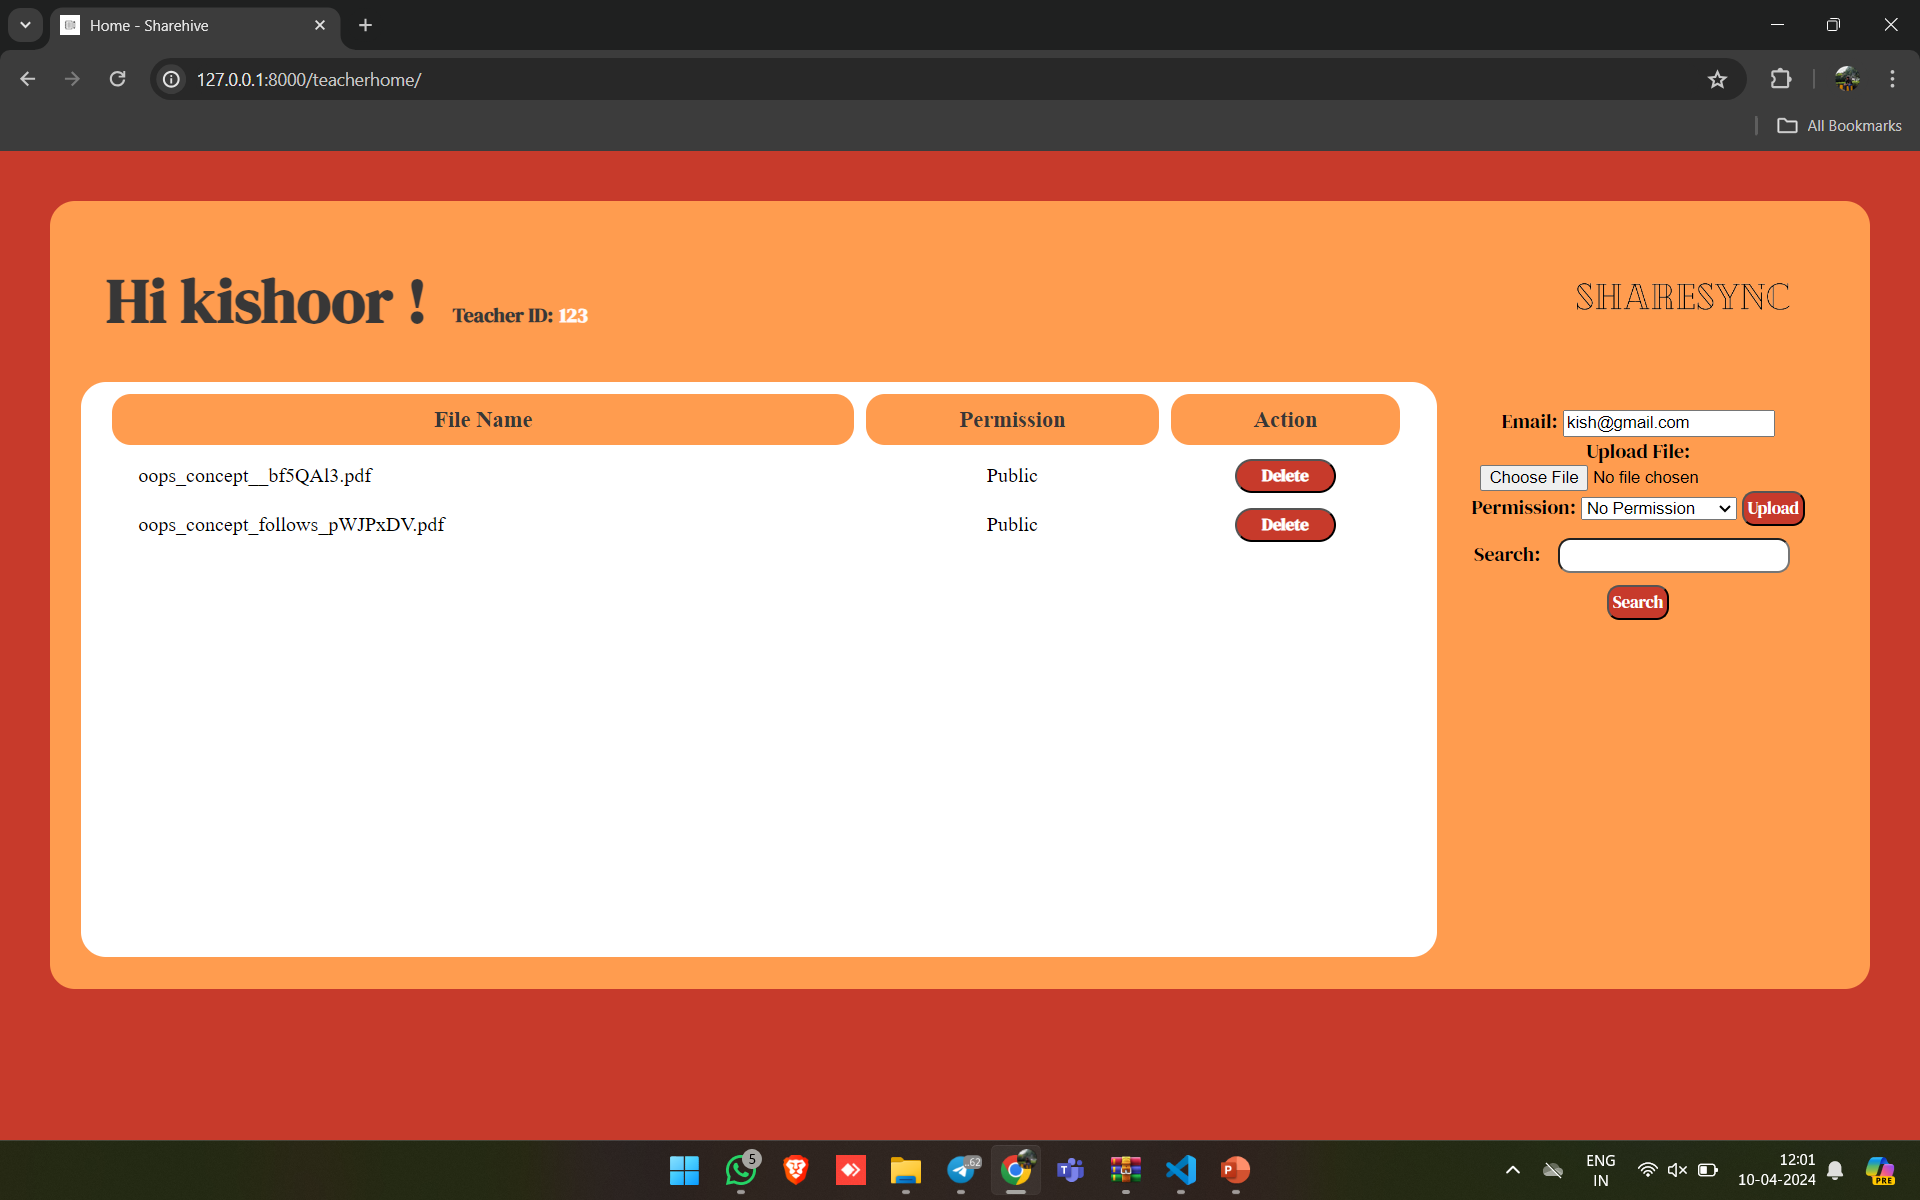 Home - Sharehive
127.0.0.1:8000/teacherhome/
All Bookmarks
Hi kishoor !
Teacher ID: 123
SHARESYNC
File Name Permission Action
oops_concept__bf5QAl3.pdf Public Delete
oops_concept_follows_pWJPxDV.pdf Public Delete
Email: kish@gmail.com
Upload File:
Choose File No file chosen
Permission: No Permission Upload
Search:
Search
5
.62
T
P
ENG
IN
12:01
10-04-2024
PRE